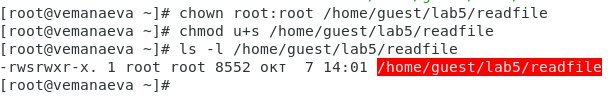 [root@vemanaeva ~]# chown root:root /home/guest/lab5/readfile
[root@vemanaeva ~]# chmod u+s /home/guest/lab5/readfile
[root@vemanaeva ~]# ls -l /home/guest/lab5/readfile
-rwsrwxr-x. 1 root root 8552 окт  7 14:01 /home/guest/lab5/readfile
[root@vemanaeva ~]#